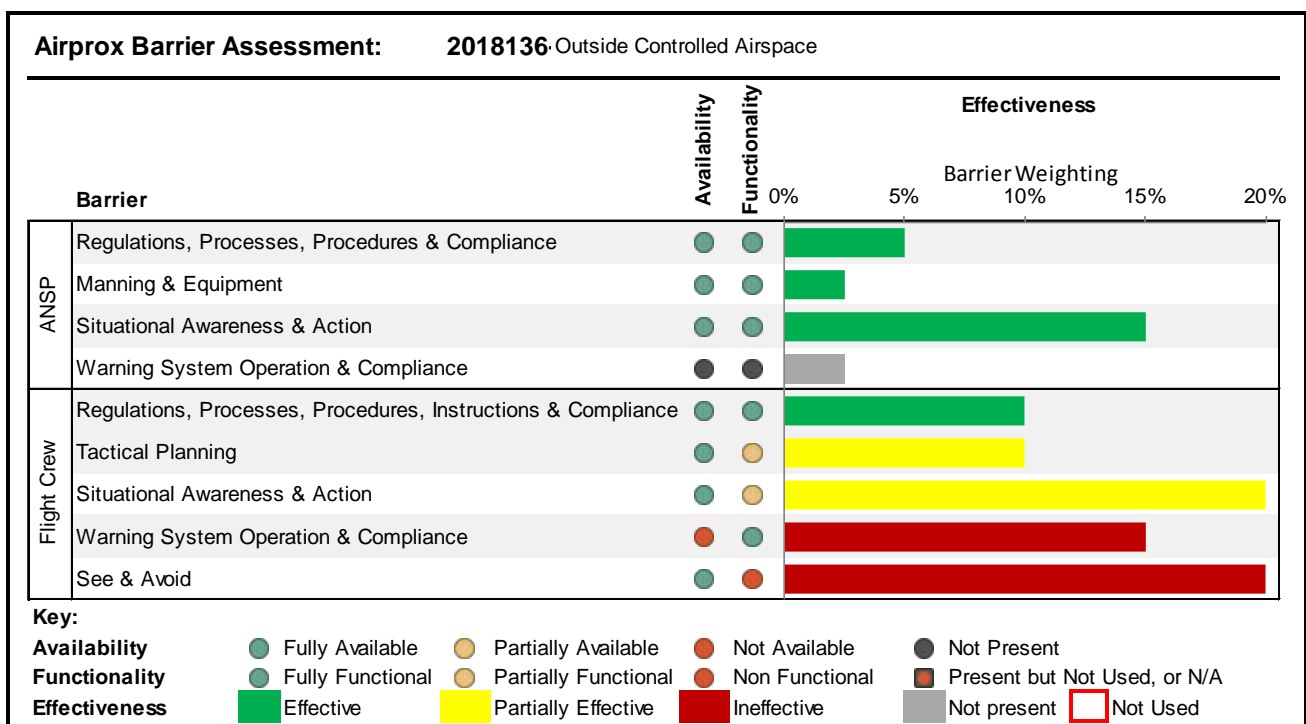 Airprox Barrier Assessment: 2018136 Outside Controlled Airspace
Availability
Functionality
Effectiveness
Barrier Weighting
Barrier
0% 5% 10% 15% 20%
ANSP
Regulations, Processes, Procedures & Compliance
Manning & Equipment
Situational Awareness & Action
Warning System Operation & Compliance
Flight Crew
Regulations, Processes, Procedures, Instructions & Compliance
Tactical Planning
Situational Awareness & Action
Warning System Operation & Compliance
See & Avoid
Key:
Availability Fully Available Partially Available Not Available Not Present
Functionality Fully Functional Partially Functional Non Functional Present but Not Used, or N/A
Effectiveness Effective Partially Effective Ineffective Not present Not Used